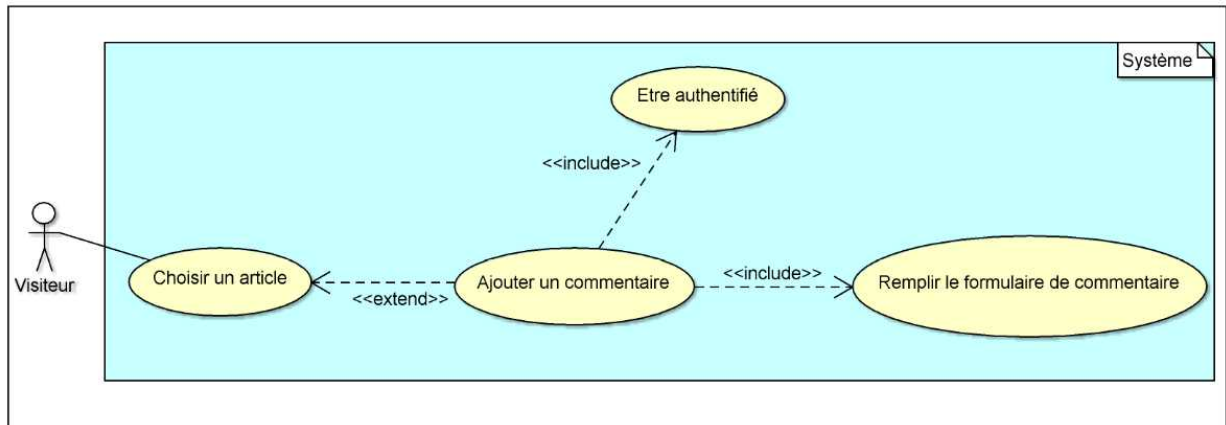 Système
Etre authentifié
<<include>>
Visiteur
Choisir un article
<<extend>>
Ajouter un commentaire
<<include>>
Remplir le formulaire de commentaire